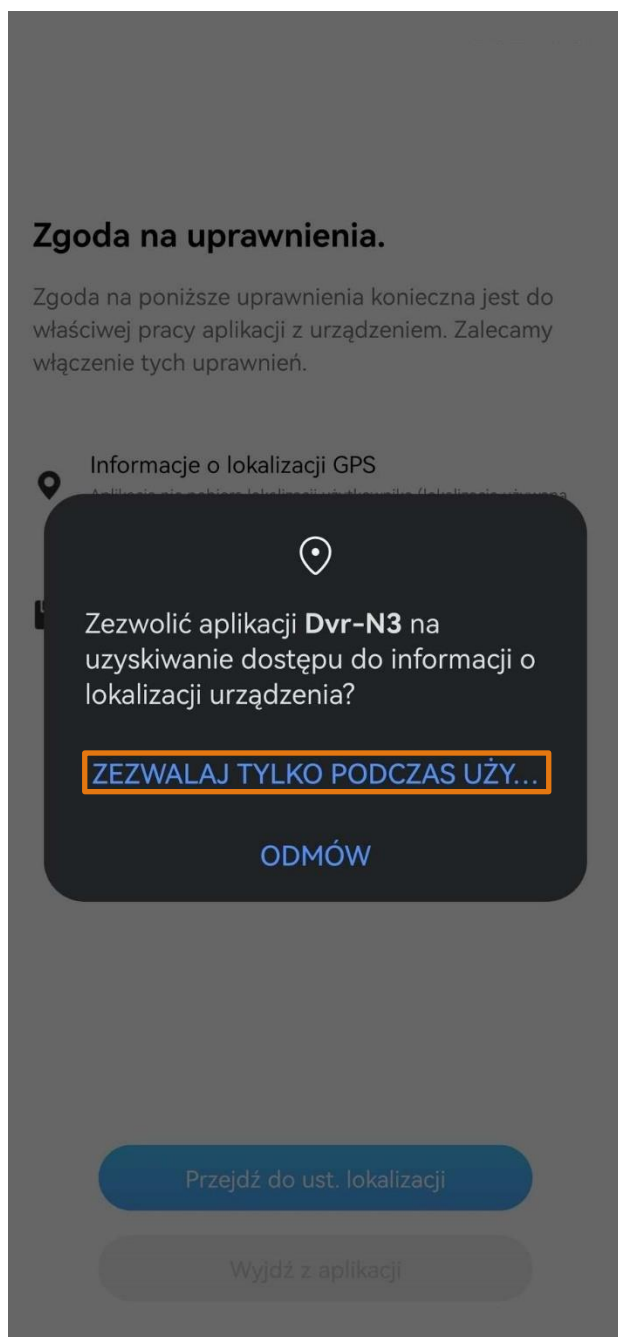 Zgoda na uprawnienia.
Zgoda na poniższe uprawnienia konieczna jest do
właściwej pracy aplikacji z urządzeniem. Zalecamy
włączenie tych uprawnień.
Informacje o lokalizacji GPS
Zezwolić aplikacji Dvr-N3 na
uzyskiwanie dostępu do informacji o
lokalizacji urządzenia?
ZEZWALAJ TYLKO PODCZAS UŻY...
ODMÓW
Przejdź do ust. lokalizacji
Wyjdź z aplikacji